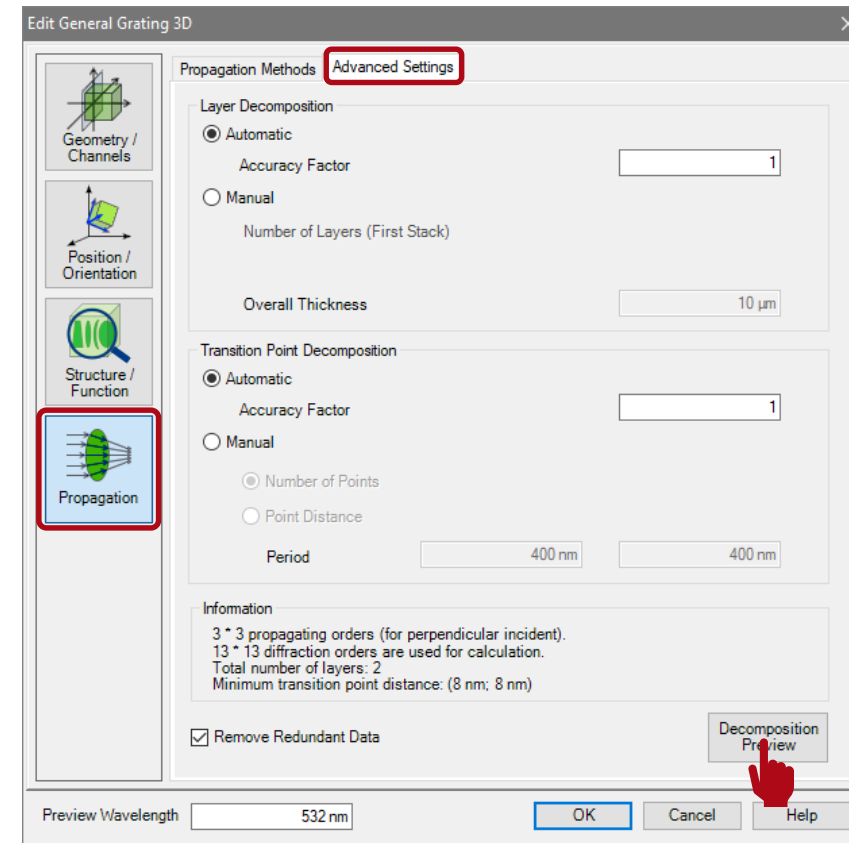 Edit General Grating 3D
Propagation Methods Advanced Settings
Geometry /
Channels
Position /
Orientation
Structure /
Function
Propagation
Layer Decomposition
Automatic
Accuracy Factor 1
Manual
Number of Layers (First Stack)
Overall Thickness 10 µm
Transition Point Decomposition
Automatic
Accuracy Factor 1
Manual
Number of Points
Point Distance
Period 400 nm 400 nm
Information
3 * 3 propagating orders (for perpendicular incident).
13 * 13 diffraction orders are used for calculation.
Total number of layers: 2
Minimum transition point distance: (8 nm; 8 nm)
Remove Redundant Data
Decomposition
Preview
Preview Wavelength 532 nm OK Cancel Help